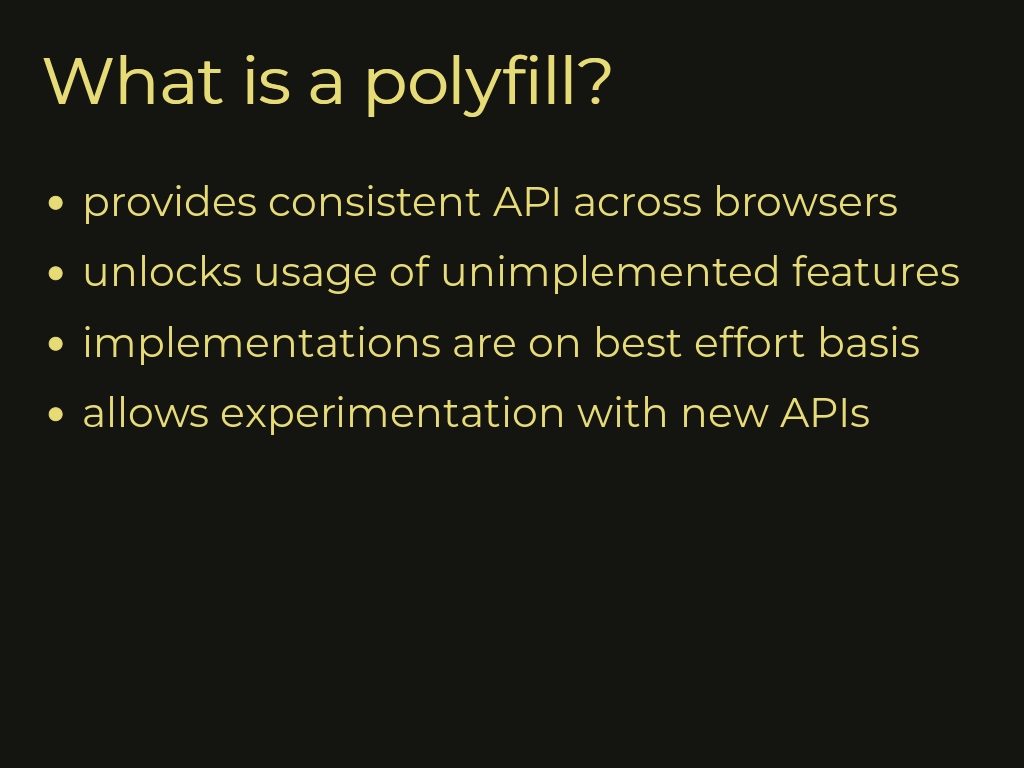 What is a polyfill?
• provides consistent API across browsers
• unlocks usage of unimplemented features
• implementations are on best effort basis
• allows experimentation with new APIs